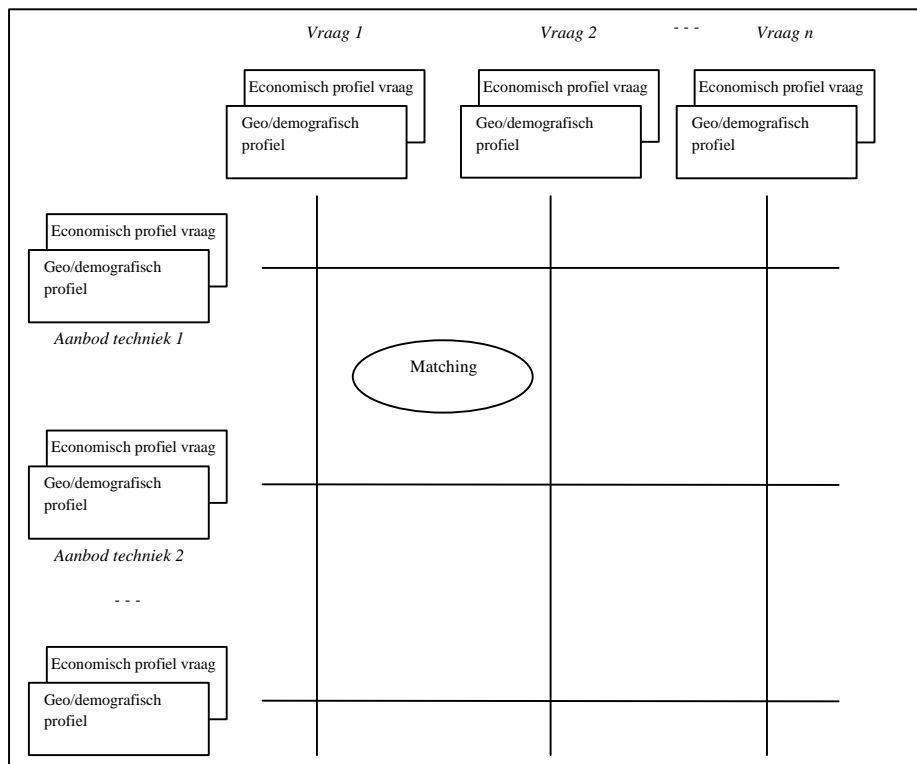 Vraag 1
Vraag 2
- - -
Vraag n
Economisch profiel vraag
Geo/demografisch
profiel
Economisch profiel vraag
Geo/demografisch
profiel
Economisch profiel vraag
Geo/demografisch
profiel
Economisch profiel vraag
Geo/demografisch
profiel
Aanbod techniek 1
Matching
Economisch profiel vraag
Geo/demografisch
profiel
Aanbod techniek 2
- - -
Economisch profiel vraag
Geo/demografisch
profiel